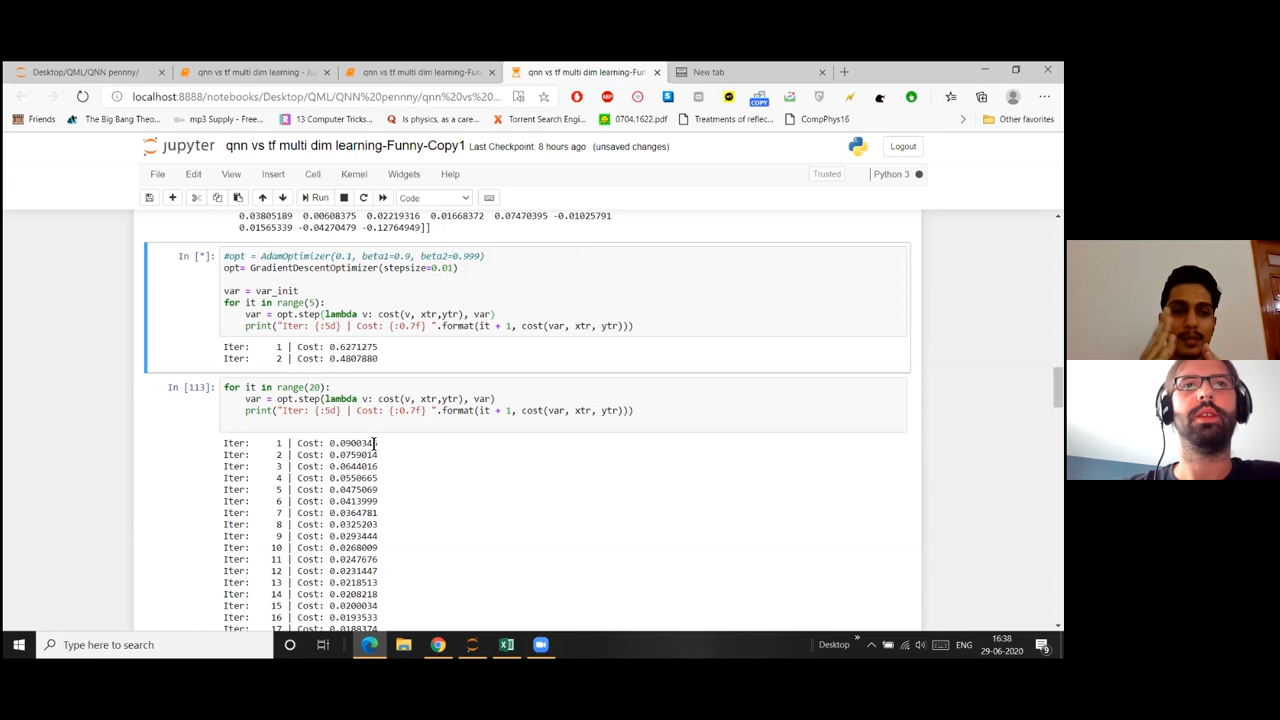 Desktop/QML/QNN pennny/
qnn vs tf multi dim learning - Ju
qnn vs tf multi dim learning-Fun
qnn vs tf multi dim learning-Fun
New tab
localhost:8888/notebooks/Desktop/QML/QNN%20pennny/qnn%20vs%20...
Friends
The Big Bang Theo...
mp3 Supply - Free...
13 Computer Tricks...
Is physics, as a care...
Torrent Search Engi...
0704.1622.pdf
Treatments of reflec...
CompPhys16
Other favorites
jupyter qnn vs tf multi dim learning-Funny-Copy1 Last Checkpoint: 8 hours ago (unsaved changes)
Logout
File Edit View Insert Cell Kernel Widgets Help
Trusted
Python 3
Run
Code
0.03805189 0.00608375 0.02219316 0.01668372 0.07470395 -0.01025791
0.01565339 -0.04270479 -0.12764949]]
In [*]:
#opt = AdamOptimizer(0.1, beta1=0.9, beta2=0.999)
opt= GradientDescentOptimizer(stepsize=0.01)
var = var_init
for it in range(5):
var = opt.step(lambda v: cost(v, xtr,ytr), var)
print("Iter: {:5d} | Cost: {:0.7f} ".format(it + 1, cost(var, xtr, ytr)))
Iter: 1 | Cost: 0.6271275
Iter: 2 | Cost: 0.4807880
In [113]:
for it in range(20):
var = opt.step(lambda v: cost(v, xtr,ytr), var)
print("Iter: {:5d} | Cost: {:0.7f} ".format(it + 1, cost(var, xtr, ytr)))
Iter: 1 | Cost: 
Iter: 2 | Cost: 0.0759014
Iter: 3 | Cost: 0.0644016
Iter: 4 | Cost: 0.0550665
Iter: 5 | Cost: 0.0475069
Iter: 6 | Cost: 0.0413999
Iter: 7 | Cost: 0.0364781
Iter: 8 | Cost: 0.0325203
Iter: 9 | Cost: 0.0293444
Iter: 10 | Cost: 0.0268009
Iter: 11 | Cost: 0.0247676
Iter: 12 | Cost: 0.0231447
Iter: 13 | Cost: 0.0218513
Iter: 14 | Cost: 0.0208218
Iter: 15 | Cost: 0.0200034
Iter: 16 | Cost: 0.0193533
Iter: 17 | Cost: 0.0188374
Type here to search
Desktop
ENG
16:38
29-06-2020